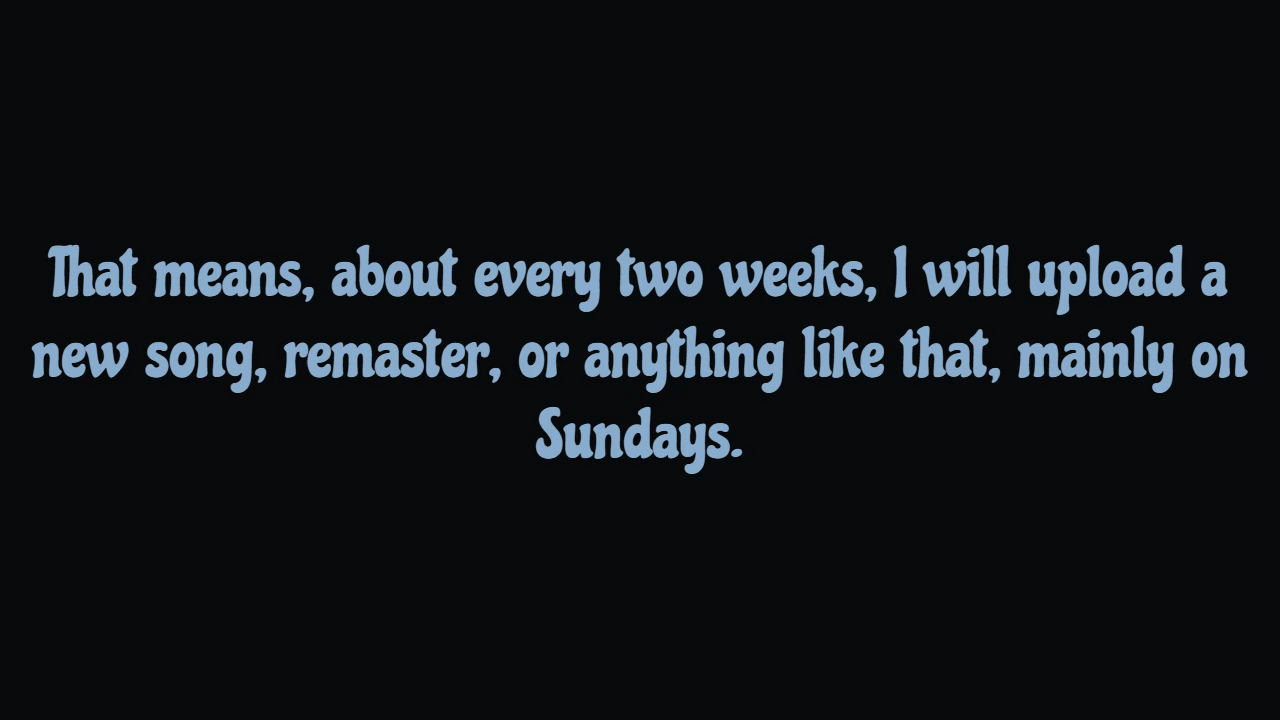 That means, about every two weeks, I will upload a
new song, remaster, or anything like that, mainly on
Sundays.